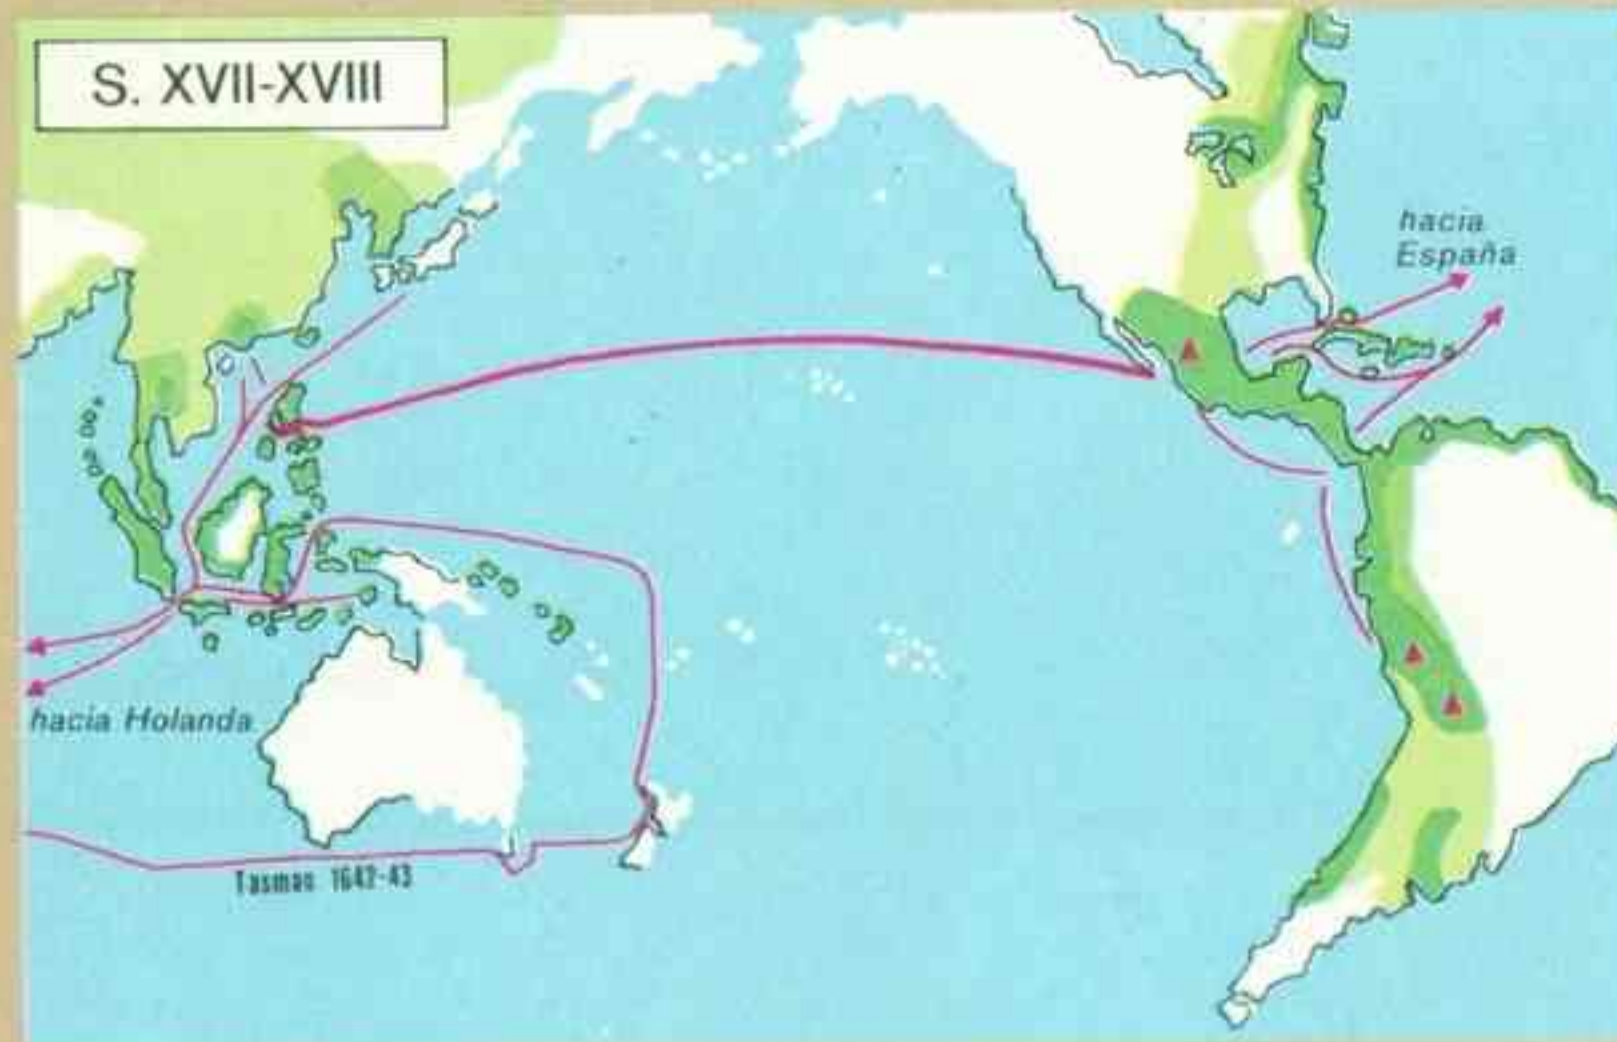 S. XVII-XVIII
hacia
España
hacia Holanda
Tasman 1642-43